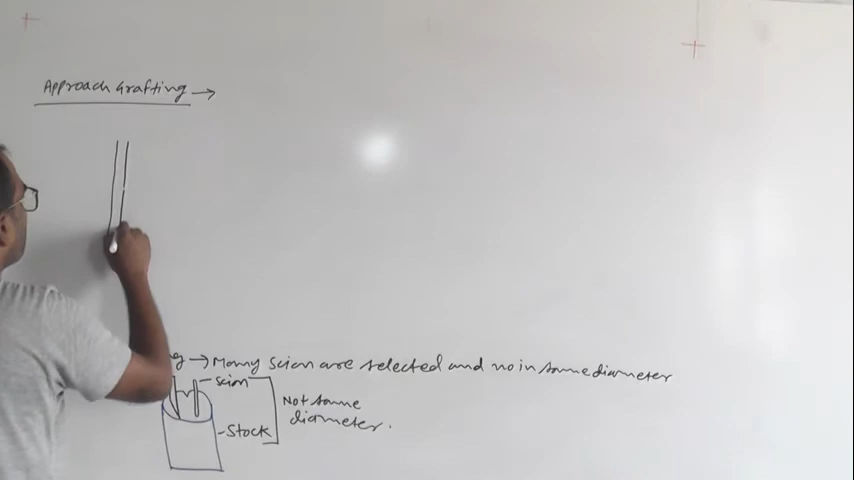 Approach Grafting →
→ Many scion are selected and no in same diameter
- scion
Not same
diameter.
- Stock